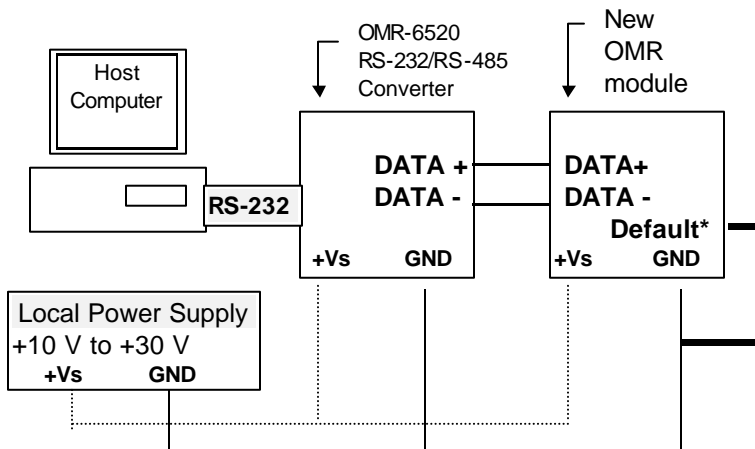 Host
Computer
OMR-6520
RS-232/RS-485
Converter
New
OMR
module
RS-232
DATA +
DATA -
+Vs GND
DATA+
DATA -
Default*
+Vs GND
Local Power Supply
+10 V to +30 V
+Vs GND